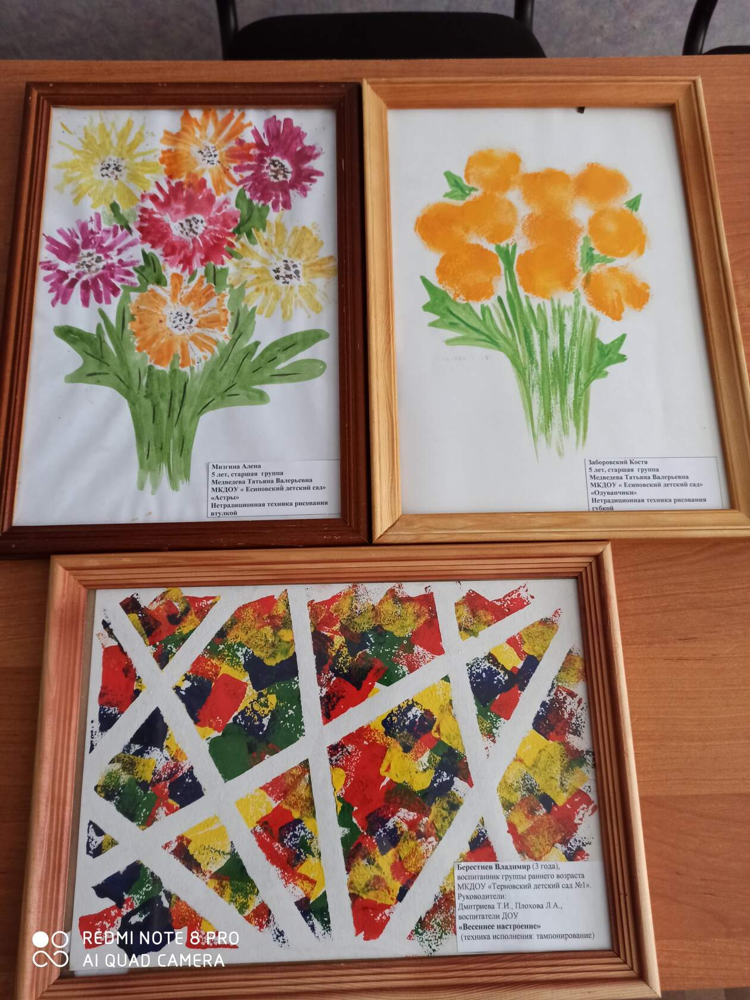 Мизгина Алена
5 лет, старшая группа
Медведева Татьяна Валерьевна
МКДОУ « Есиповский детский сад»
«Астры»
Нетрадиционная техника рисования
втулкой
Заборовский Костя
5 лет, старшая группа
Медведева Татьяна Валерьевна
МКДОУ « Есиповский детский сад»
«Одуванчики»
Нетрадиционная техника рисования
губкой
Берестнев Владимир (3 года),
воспитанник группы раннего возраста
МКДОУ «Терновский детский сад №1».
Руководители:
Дмитриева Т.И., Плохова Л.А.,
воспитатели ДОУ
«Весеннее настроение»
(техника исполнения: тампонирование)
REDMI NOTE 8 PRO
AI QUAD CAMERA